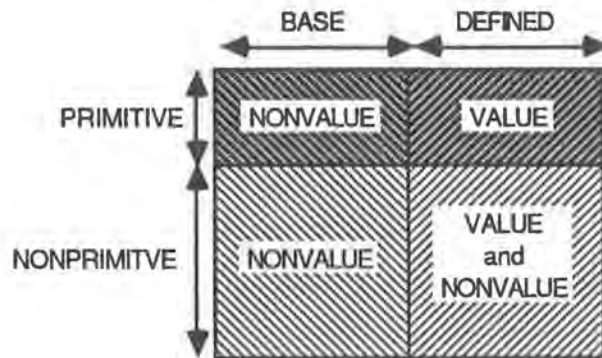 BASE DEFINED
PRIMITIVE NONVALUE VALUE
NONPRIMITVE NONVALUE VALUE
and
NONVALUE